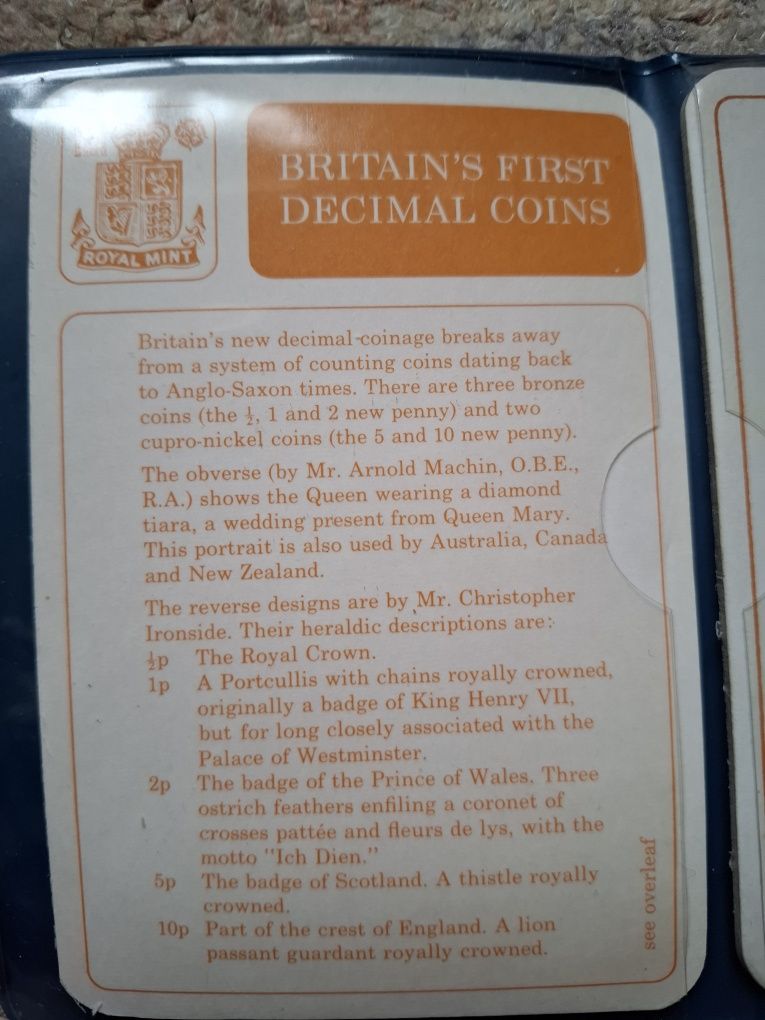 ROYAL MINT
BRITAIN'S FIRST
DECIMAL COINS
Britain's new decimal coinage breaks away
from a system of counting coins dating back
to Anglo-Saxon times. There are three bronze
coins (the ½, 1 and 2 new penny) and two
cupro-nickel coins (the 5 and 10 new penny).
The obverse (by Mr. Arnold Machin, O.B.E.,
R.A.) shows the Queen wearing a diamond
tiara, a wedding present from Queen Mary.
This portrait is also used by Australia, Canada
and New Zealand.
The reverse designs are by Mr. Christopher
Ironside. Their heraldic descriptions are:
½p The Royal Crown.
1p A Portcullis with chains royally crowned,
originally a badge of King Henry VII,
but for long closely associated with the
Palace of Westminster.
2p The badge of the Prince of Wales. Three
ostrich feathers enfiling a coronet of
crosses pattée and fleurs de lys, with the
motto "Ich Dien."
5p The badge of Scotland. A thistle royally
crowned.
10p Part of the crest of England. A lion
passant guardant royally crowned.
see overleaf